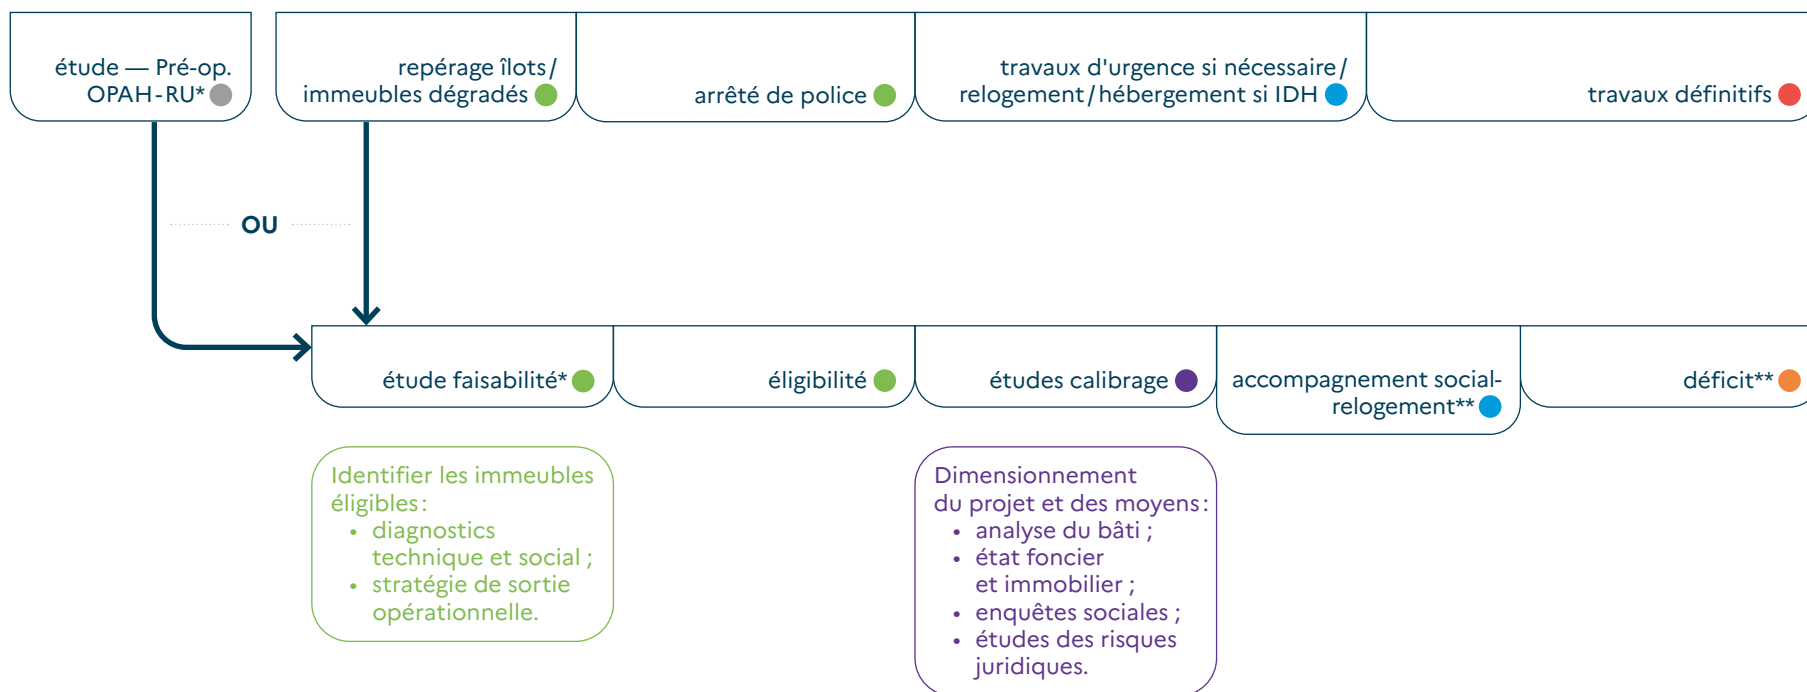 étude — Pré-op.
OPAH-RU*
repérage îlots/
immeubles dégradés
arrêté de police
travaux d'urgence si nécessaire/
relogement/hébergement si IDH
travaux définitifs
OU
étude faisabilité*
éligibilité
études calibrage
accompagnement social-
relogement**
déficit**
Identifier les immeubles
éligibles :
• diagnostics
technique et social ;
• stratégie de sortie
opérationnelle.
Dimensionnement
du projet et des moyens :
• analyse du bâti ;
• état foncier
et immobilier ;
• enquêtes sociales ;
• études des risques
juridiques.